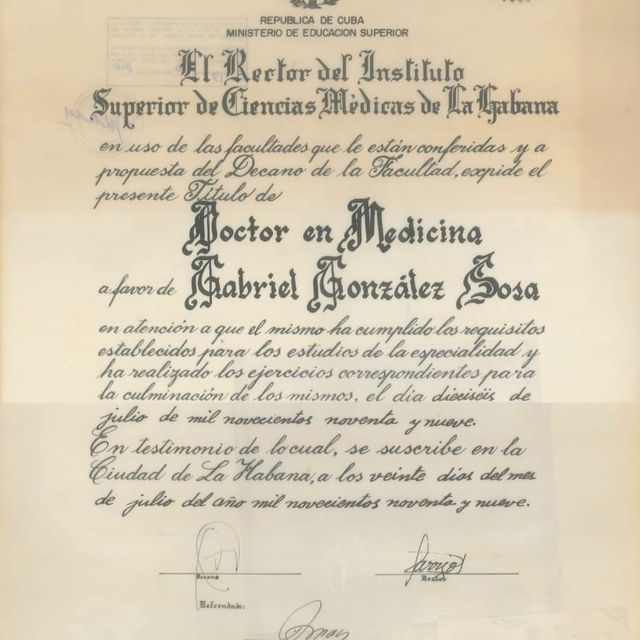 REPUBLICA DE CUBA
MINISTERIO DE EDUCACION SUPERIOR
El Rector del Instituto
Superior de Ciencias Médicas de La Habana
en uso de las facultades que le están conferidas y a
propuesta del Decano de la Facultad, expide el
presente Título de
Doctor en Medicina
a favor de Gabriel González Sosa
en atención a que el mismo ha cumplido los requisitos
establecidos para los estudios de la especialidad y
ha realizado los ejercicios correspondientes para
la culminación de los mismos, el día dieciséis de
julio de mil novecientos noventa y nueve.
En testimonio de lo cual, se suscribe en la
Ciudad de La Habana, a los veinte días del mes
de julio del año mil novecientos noventa y nueve.
Decano
Rector
Refrendado: